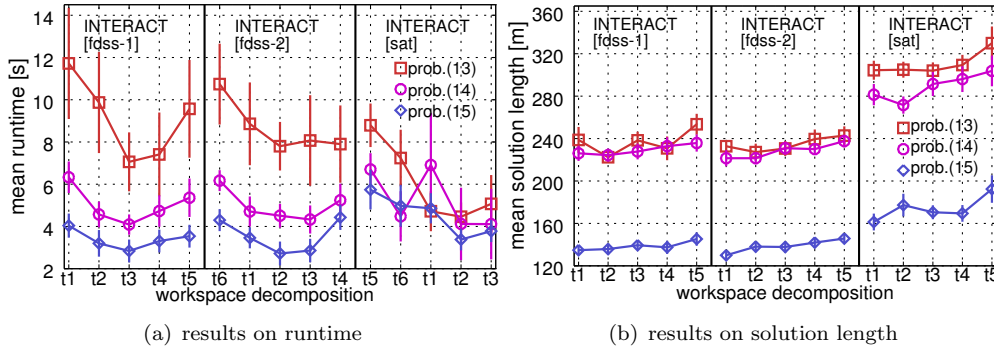 mean runtime [s]
14
12
10
8
6
4
2
INTERACT
[fdss-1]
INTERACT
[fdss-2]
INTERACT
[sat]
prob.(13)
prob.(14)
prob.(15)
t1 t2 t3 t4 t5 t6 t1 t2 t3 t4 t5 t6 t1 t2 t3
workspace decomposition
(a) results on runtime
mean solution
length [m]
360
320
280
240
200
160
120
INTERACT
[fdss-1]
INTERACT
[fdss-2]
INTERACT
[sat]
prob.(13)
prob.(14)
prob.(15)
t1 t2 t3 t4 t5 t1 t2 t3 t4 t5 t1 t2 t3 t4 t5
workspace decomposition
(b) results on solution length